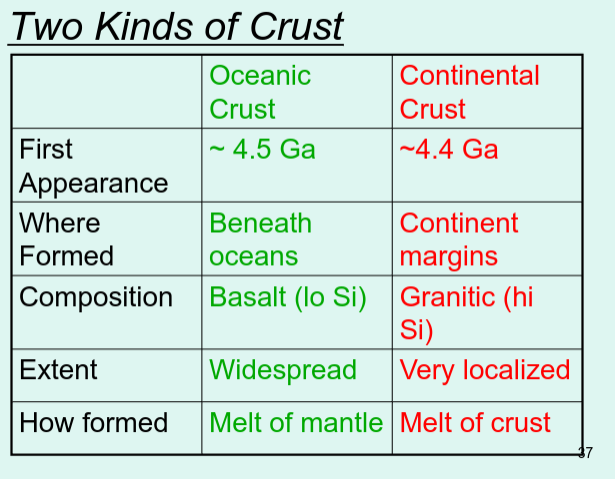 Two Kinds of Crust
Oceanic Crust
Continental Crust
First Appearance
~ 4.5 Ga
~4.4 Ga
Where Formed
Beneath oceans
Continent margins
Composition
Basalt (lo Si)
Granitic (hi Si)
Extent
Widespread
Very localized
How formed
Melt of mantle
Melt of crust
37